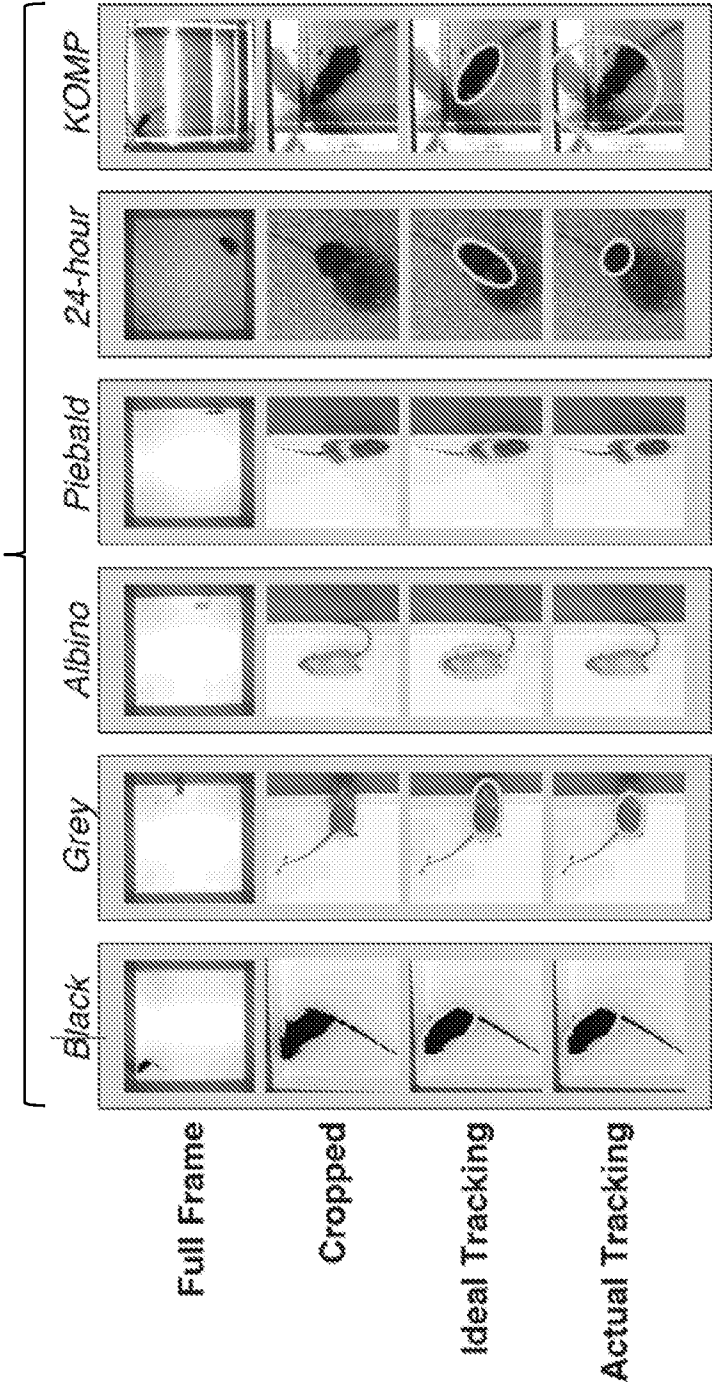 Black
Grey
Albino
Piebald
24-hour
KOMP
Full Frame
Cropped
Ideal Tracking
Actual Tracking